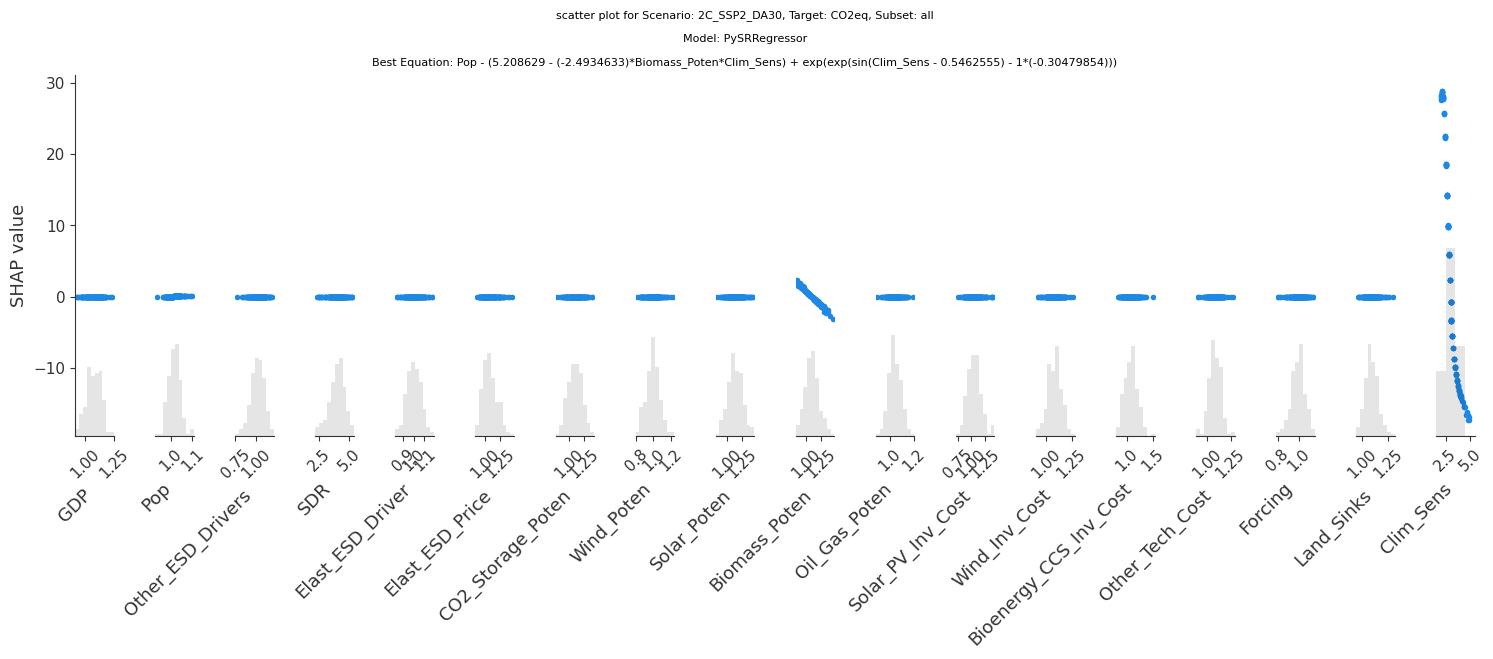 scatter plot for Scenario: 2C_SSP2_DA30, Target: CO2eq, Subset: all
Model: PySRRegressor
Best Equation: Pop - (5.208629 - (-2.4934633)*Biomass_Poten*Clim_Sens) + exp(exp(sin(Clim_Sens - 0.5462555) - 1*(-0.30479854)))
30
20
10
0
−10
SHAP value
1.00 1.25
1.0 1.1
0.75 1.00
2.5 5.0
0.9 1.0 1.1
1.00 1.25
1.00 1.25
0.8 1.0 1.2
1.00 1.25
1.00 1.25
1.0 1.2
0.75 1.00 1.25
1.00 1.25
1.0 1.5
1.00 1.25
0.8 1.0
1.00 1.25
2.5 5.0
GDP
Pop
Other_ESD_Drivers
SDR
Elast_ESD_Driver
Elast_ESD_Price
CO2_Storage_Poten
Wind_Poten
Solar_Poten
Biomass_Poten
Oil_Gas_Poten
Solar_PV_Inv_Cost
Wind_Inv_Cost
Bioenergy_CCS_Inv_Cost
Other_Tech_Cost
Forcing
Land_Sinks
Clim_Sens